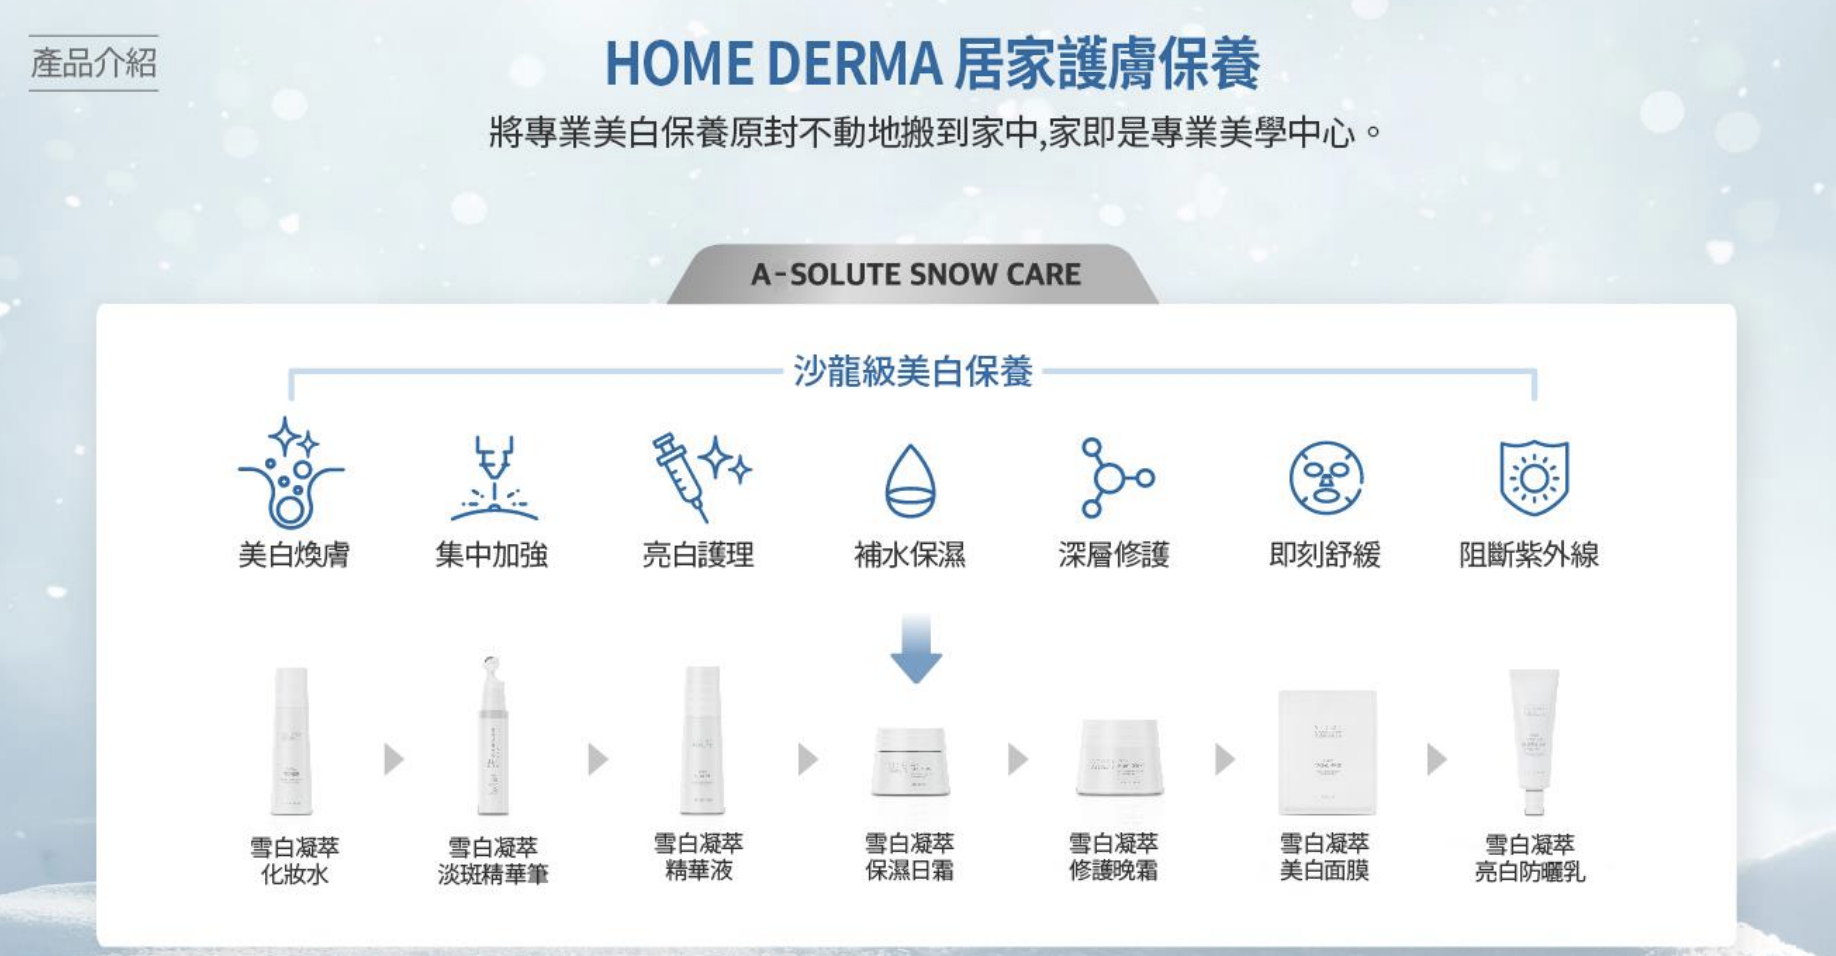 產品介紹
HOME DERMA 居家護膚保養
將專業美白保養原封不動地搬到家中,家即是專業美學中心。
A-SOLUTE SNOW CARE
沙龍級美白保養
美白煥膚
集中加強
亮白護理
補水保濕
深層修護
即刻舒緩
阻斷紫外線
雪白凝萃
化妝水
雪白凝萃
淡斑精華筆
雪白凝萃
精華液
雪白凝萃
保濕日霜
雪白凝萃
修護晚霜
雪白凝萃
美白面膜
雪白凝萃
亮白防曬乳